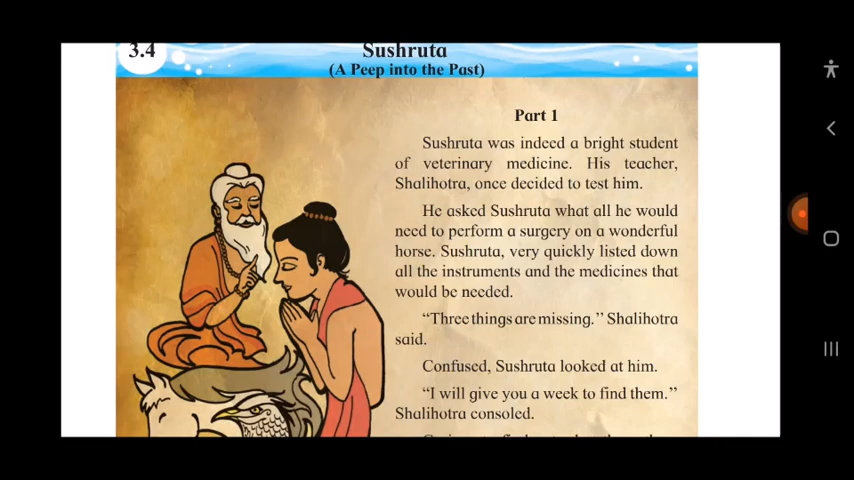 3.4
Sushruta
(A Peep into the Past)
Part 1
Sushruta was indeed a bright student
of veterinary medicine. His teacher,
Shalihotra, once decided to test him.
He asked Sushruta what all he would
need to perform a surgery on a wonderful
horse. Sushruta, very quickly listed down
all the instruments and the medicines that
would be needed.
“Three things are missing.” Shalihotra
said.
Confused, Sushruta looked at him.
“I will give you a week to find them.”
Shalihotra consoled.